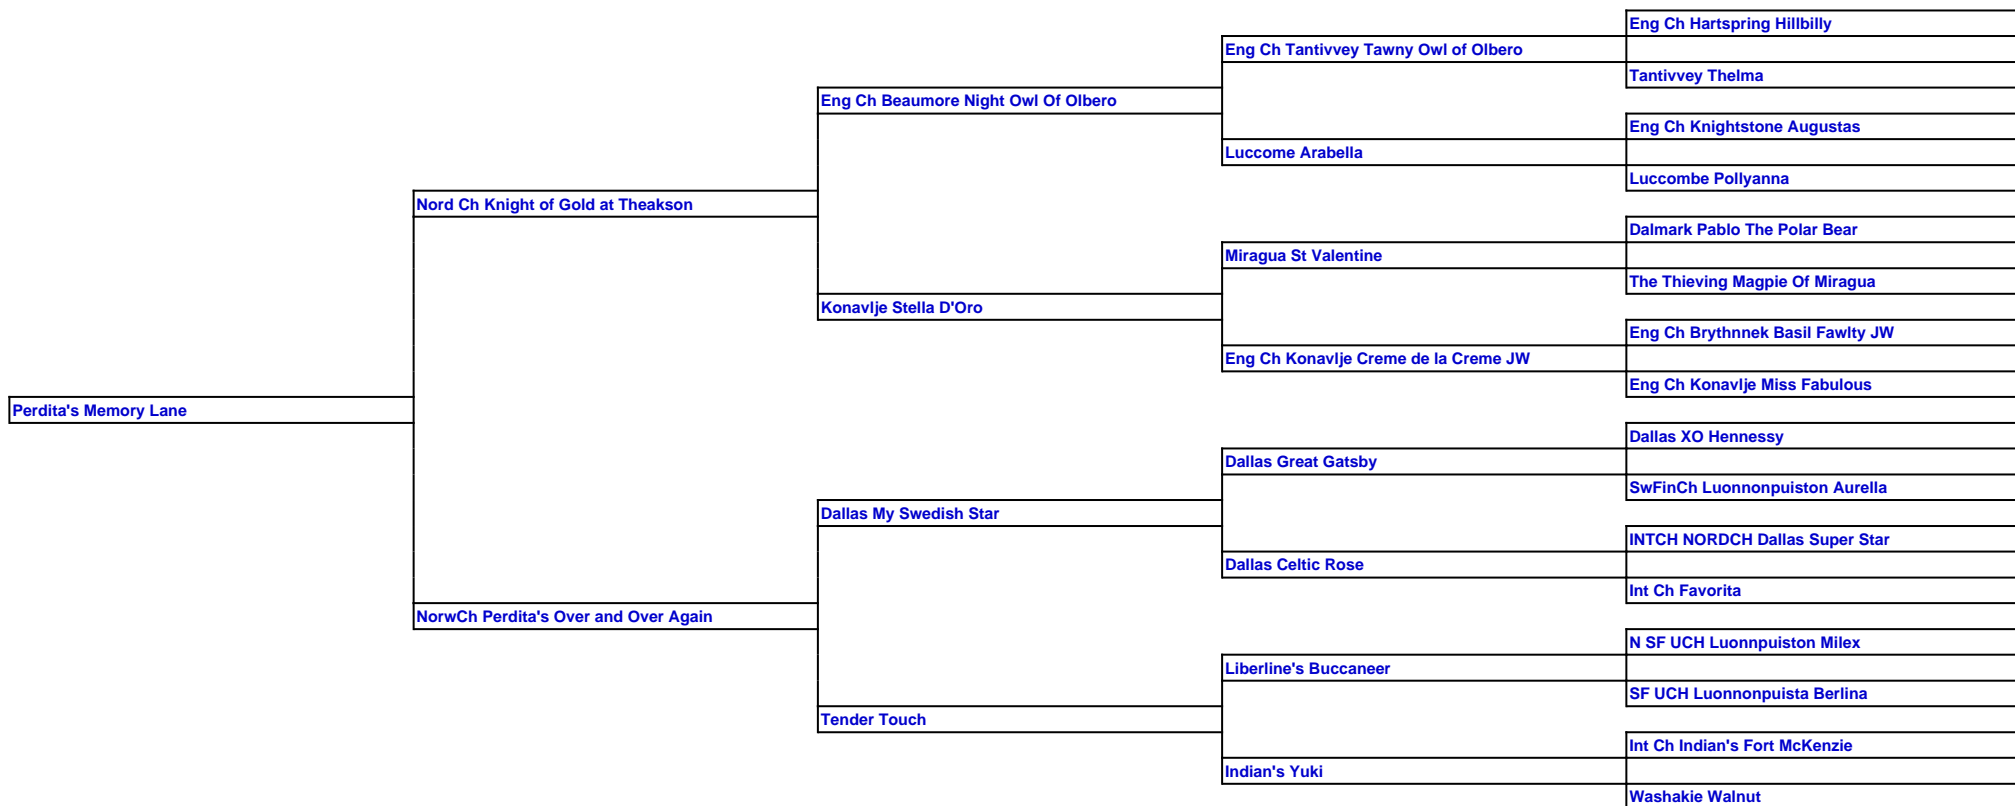 Eng Ch Hartspring Hillbilly
Eng Ch Tantivvey Tawny Owl of Olbero
Tantivvey Thelma
Eng Ch Beaumore Night Owl Of Olbero
Eng Ch Knightstone Augustas
Luccome Arabella
Luccombe Pollyanna
Nord Ch Knight of Gold at Theakson
Dalmark Pablo The Polar Bear
Miragua St Valentine
The Thieving Magpie Of Miragua
Konavlje Stella D'Oro
Eng Ch Brythnnek Basil Fawlty JW
Eng Ch Konavlje Creme de la Creme JW
Eng Ch Konavlje Miss Fabulous
Perdita's Memory Lane
Dallas XO Hennessy
Dallas Great Gatsby
SwFinCh Luonnonpuiston Aurella
Dallas My Swedish Star
INTCH NORDCH Dallas Super Star
Dallas Celtic Rose
Int Ch Favorita
NorwCh Perdita's Over and Over Again
N SF UCH Luonnpuiston Milex
Liberline's Buccaneer
SF UCH Luonnonpuista Berlina
Tender Touch
Int Ch Indian's Fort McKenzie
Indian's Yuki
Washakie Walnut